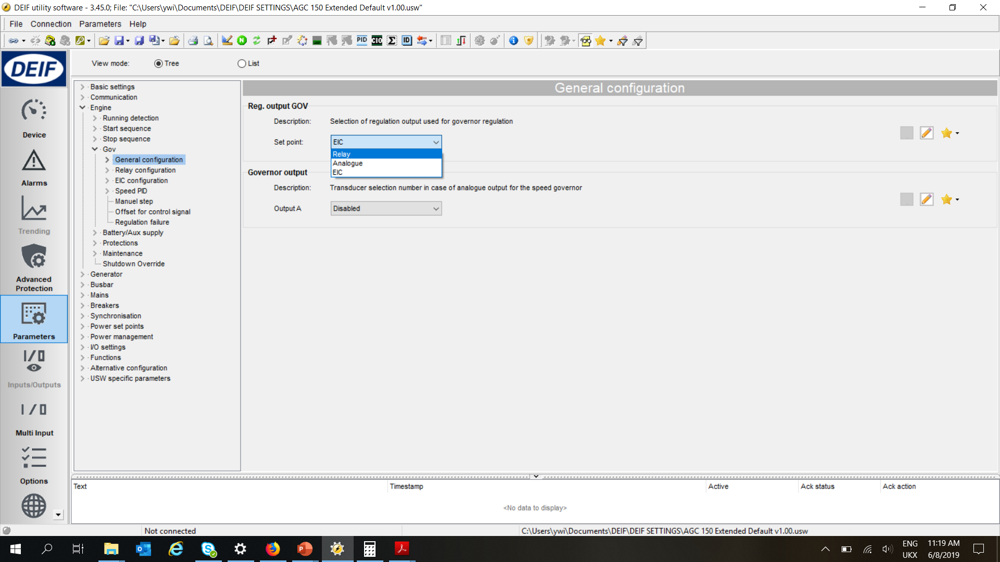 DEIF utility software - 3.45.0; File: "C:\Users\ywi\Documents\DEIF\DEIF SETTINGS\AGC 150 Extended Default v1.00.usw"
File Connection Parameters Help
PID CIO Σ ID
DEIF
View mode: Tree List
Device
Alarms
Trending
Advanced
Protection
Parameters
Inputs/Outputs
Multi Input
Options
Basic settings
Communication
Engine
Running detection
Start sequence
Stop sequence
Gov
General configuration
Relay configuration
EIC configuration
Speed PID
Manuel step
Offset for control signal
Regulation failure
Battery/Aux supply
Protections
Maintenance
Shutdown Override
Generator
Busbar
Mains
Breakers
Synchronisation
Power set points
Power management
I/O settings
Functions
Alternative configuration
USW specific parameters
General configuration
Reg. output GOV
Description: Selection of regulation output used for governor regulation
Set point: EIC
Relay
Analogue
EIC
Governor output
Description: Transducer selection number in case of analogue output for the speed governor
Output A Disabled
Text Timestamp Active Ack status Ack action
<No data to display>
Not connected C:\Users\ywi\Documents\DEIF\DEIF SETTINGS\AGC 150 Extended Default v1.00.usw
ENG 11:19 AM
UKX 6/8/2019